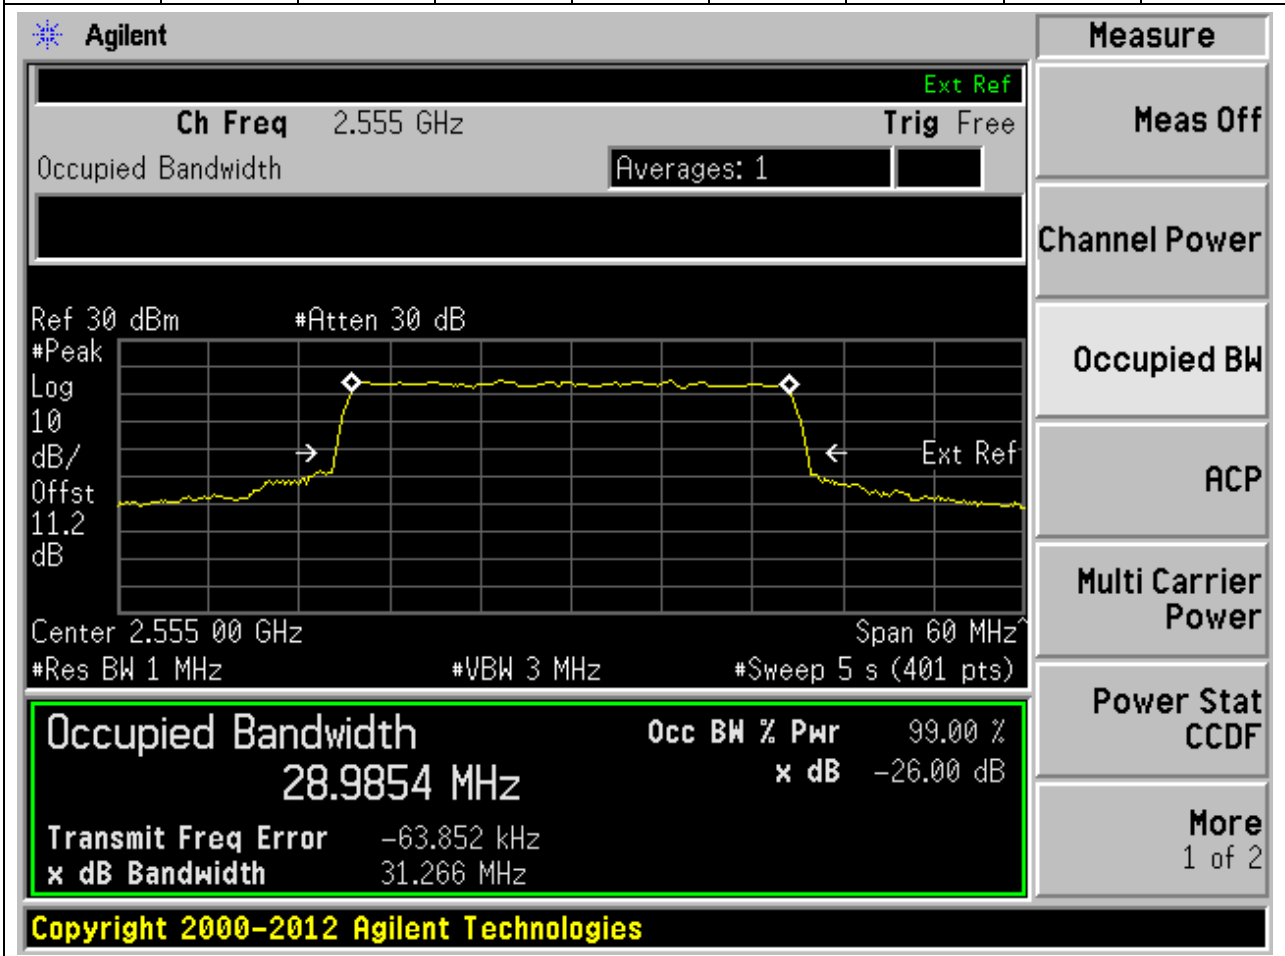 Agilent
Measure
Ext Ref
Ch Freq 2.555 GHz Trig Free
Meas Off
Occupied Bandwidth Averages: 1
Channel Power
Ref 30 dBm #Atten 30 dB
#Peak
Log
10
dB/
Offst
11.2
dB
Ext Ref
Occupied BW
ACP
Center 2.555 00 GHz Span 60 MHz^
#Res BW 1 MHz #VBW 3 MHz #Sweep 5 s (401 pts)
Multi Carrier
Power
Occupied Bandwidth Occ BW % Pwr 99.00 %
28.9854 MHz x dB -26.00 dB
Transmit Freq Error -63.852 kHz
x dB Bandwidth 31.266 MHz
Power Stat
CCDF
More
1 of 2
Copyright 2000-2012 Agilent Technologies